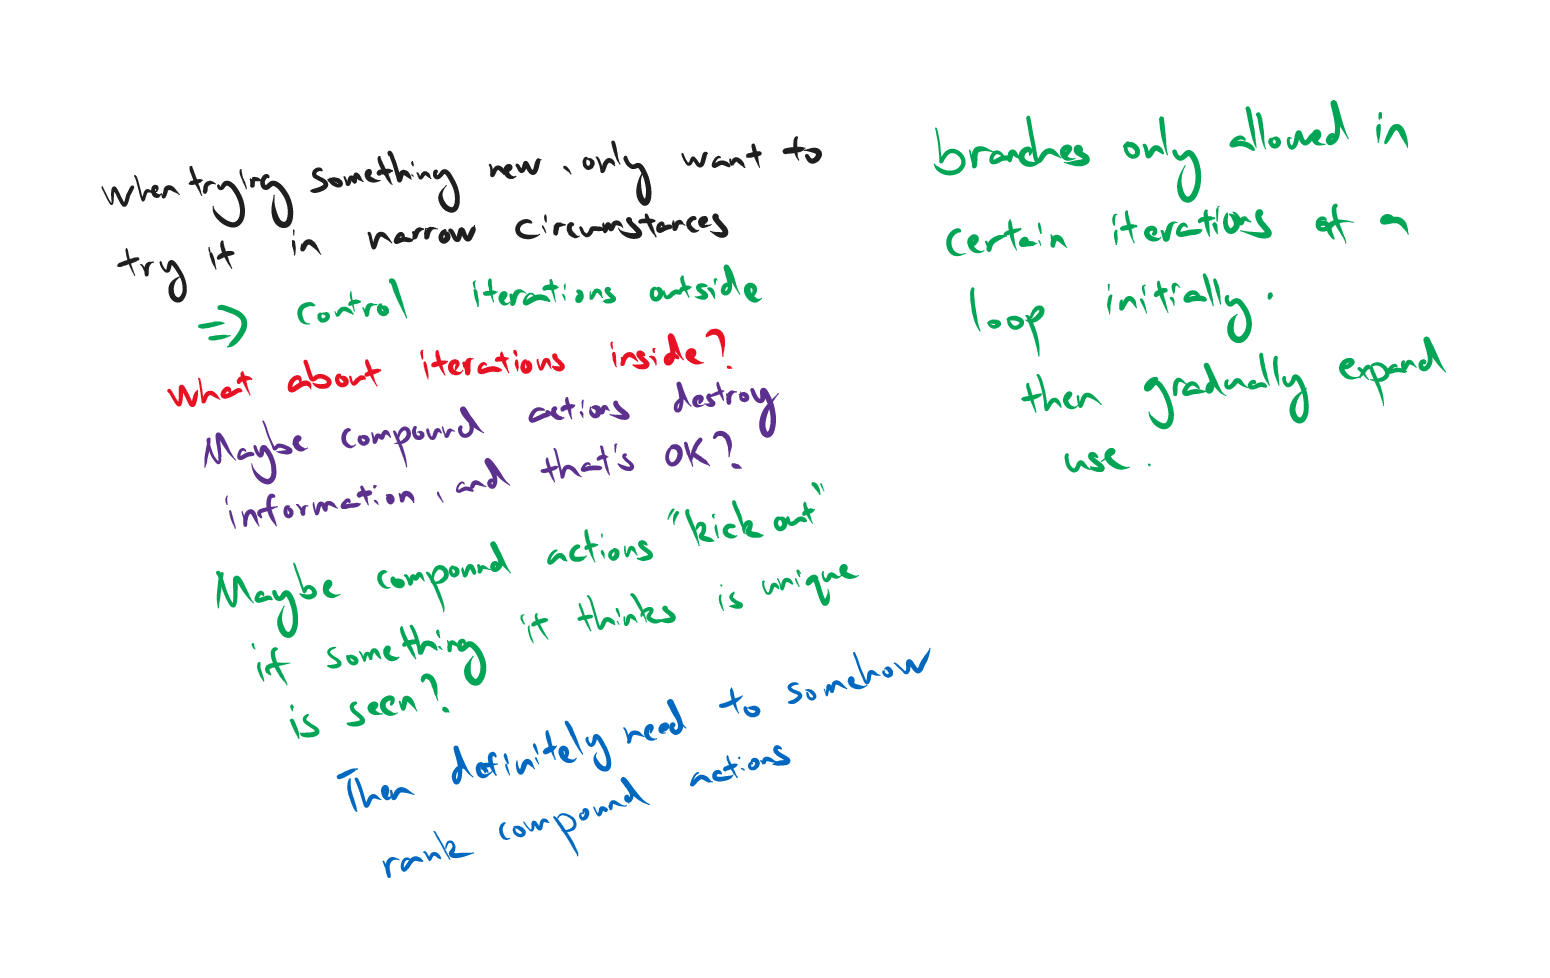 when trying something new, only want to
try it in narrow circumstances
⇒ control iterations outside
What about iterations inside?
Maybe compound actions destroy
information, and that's OK?
Maybe compound actions "kick out"
if something it thinks is unique
is seen?
Then definitely need to somehow
rank compound actions
branches only allowed in
certain iterations of a
loop initially.
then gradually expand
use.